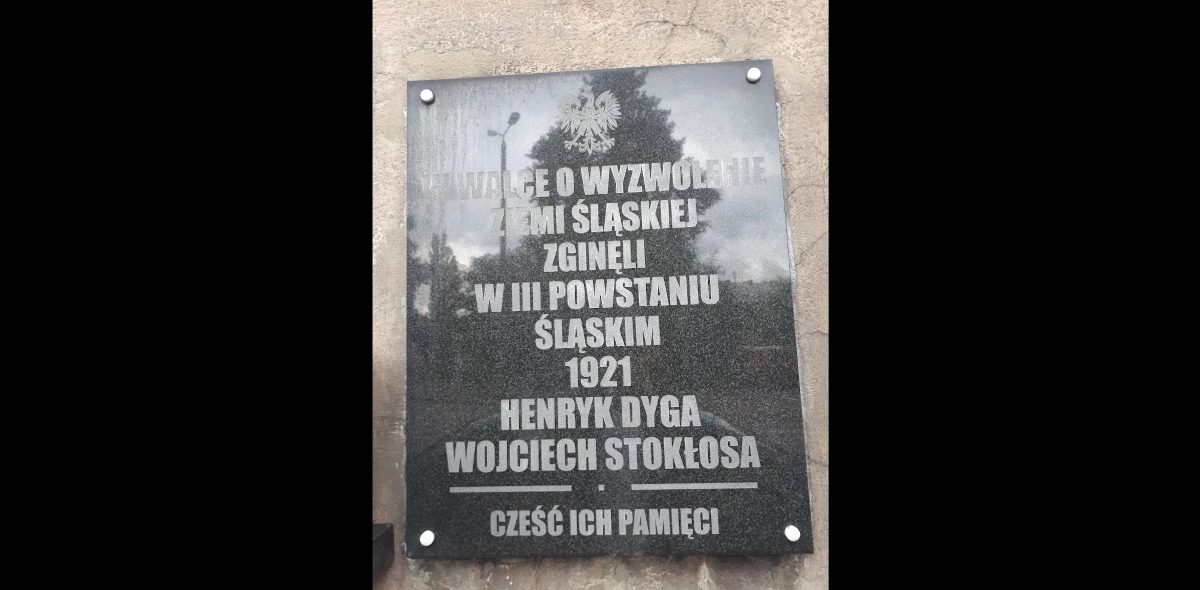 W WALCE O WYZWOLENIE
ZIEMI ŚLĄSKIEJ
ZGINĘLI
W III POWSTANIU
ŚLĄSKIM
1921
HENRYK DYGA
WOJCIECH STOKŁOSA
CZEŚĆ ICH PAMIĘCI